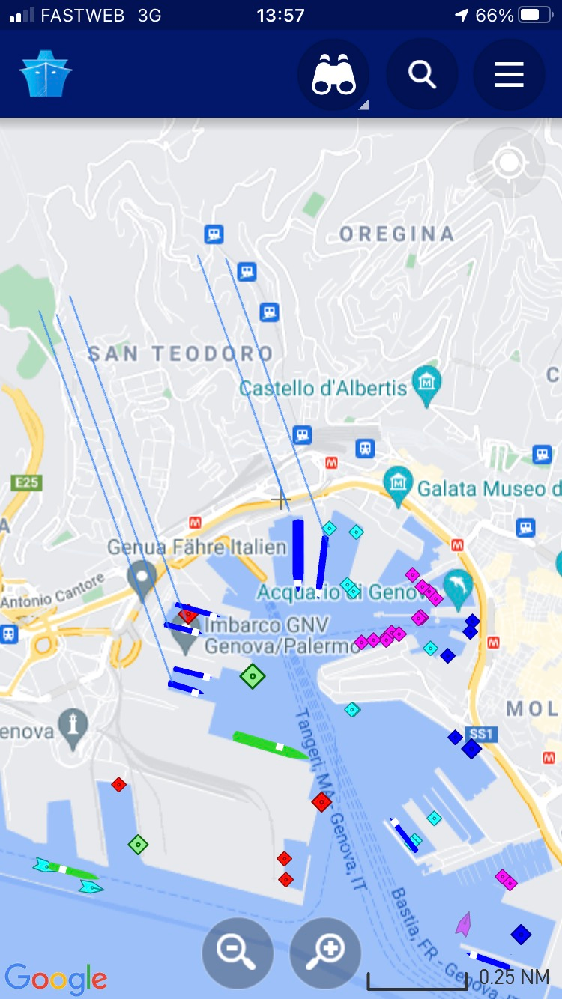 FASTWEB 3G 13:57 66%
OREGINA
SAN TEODORO
C
Castello d'Albertis
E25
M
Galata Museo d
A
M
M
Genua Fähre Italien
Antonio Cantore
Acquario di Genov
Imbarco GNV
Genova/Palermo
M
MOL
enova
SS1
M
Tangeri, MA - Genova, IT
Bastia, FR - Genova, IT
Google
0.25 NM